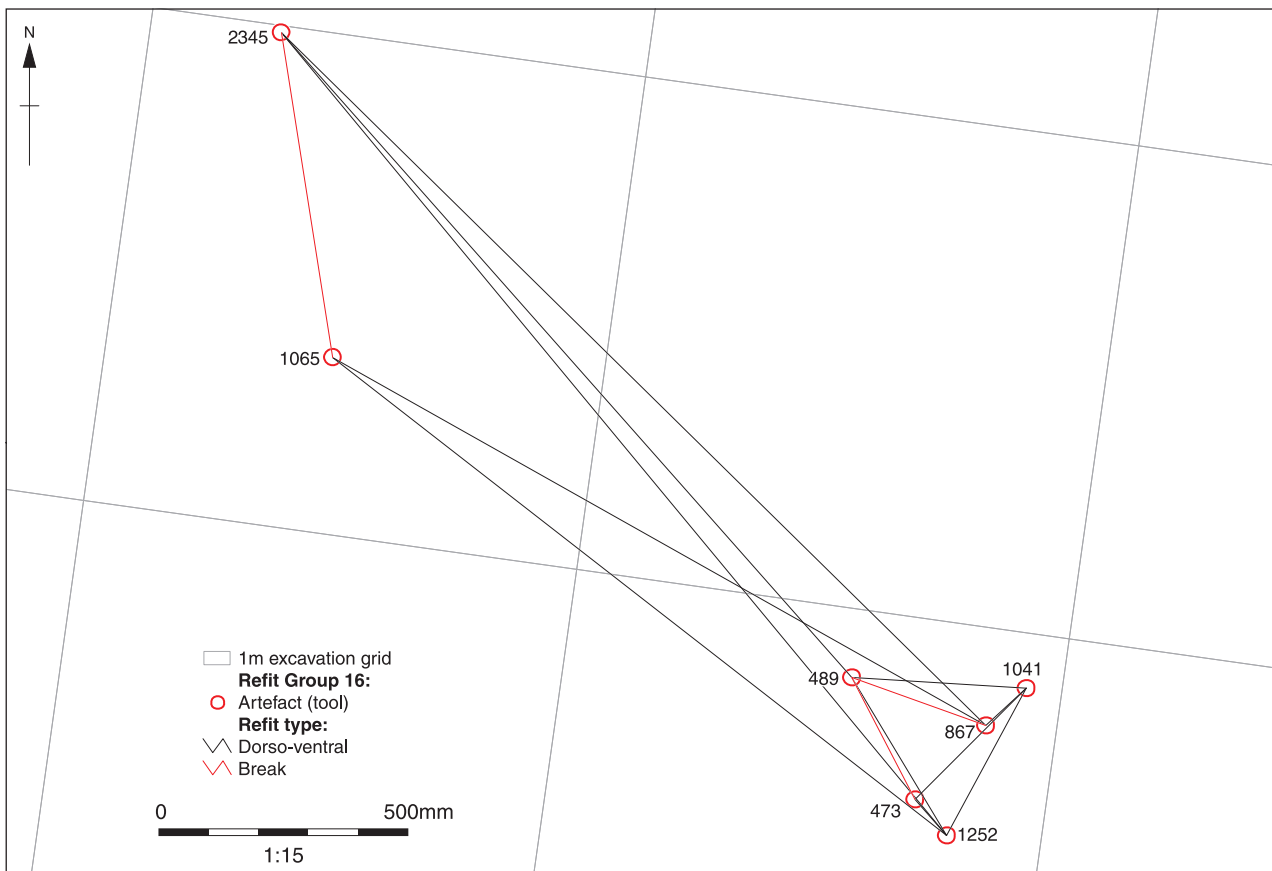 N
2345
1065
489
1041
867
473
1252
1m excavation grid
Refit Group 16:
Artefact (tool)
Refit type:
Dorso-ventral
Break
0 500mm
1:15